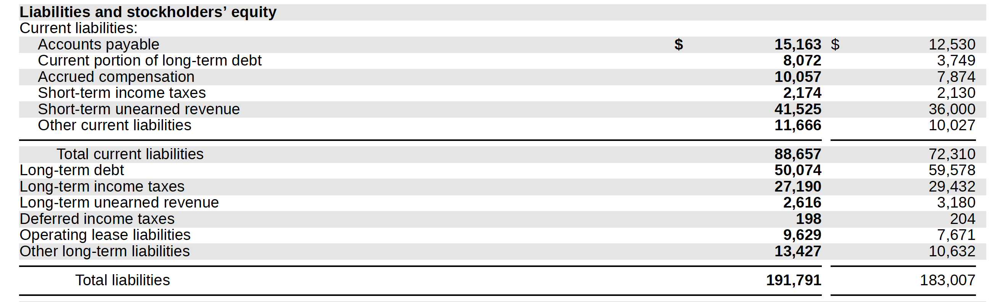 Liabilities and stockholders’ equity
Current liabilities:
Accounts payable $ 15,163 $ 12,530
Current portion of long-term debt 8,072 3,749
Accrued compensation 10,057 7,874
Short-term income taxes 2,174 2,130
Short-term unearned revenue 41,525 36,000
Other current liabilities 11,666 10,027
Total current liabilities 88,657 72,310
Long-term debt 50,074 59,578
Long-term income taxes 27,190 29,432
Long-term unearned revenue 2,616 3,180
Deferred income taxes 198 204
Operating lease liabilities 9,629 7,671
Other long-term liabilities 13,427 10,632
Total liabilities 191,791 183,007